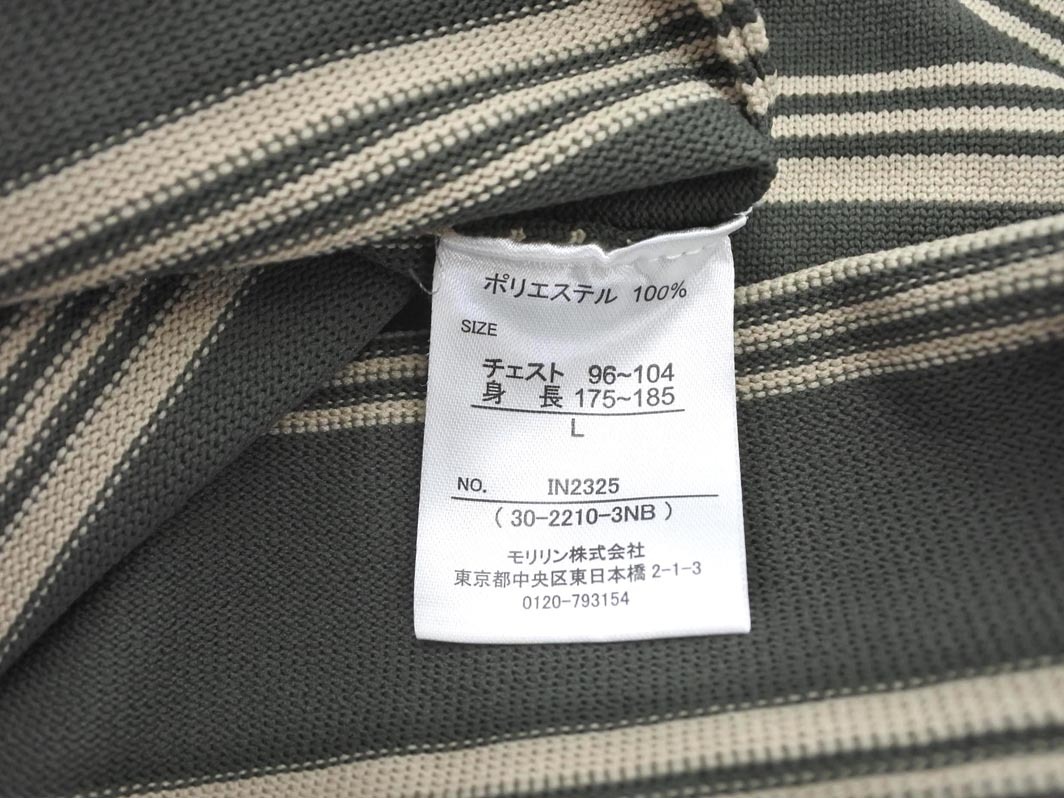 ポリエステル 100%
SIZE
チェスト 96~104
身 長 175~185
L
NO. IN2325
( 30-2210-3NB )
モリリン株式会社
東京都中央区東日本橋 2-1-3
0120-793154